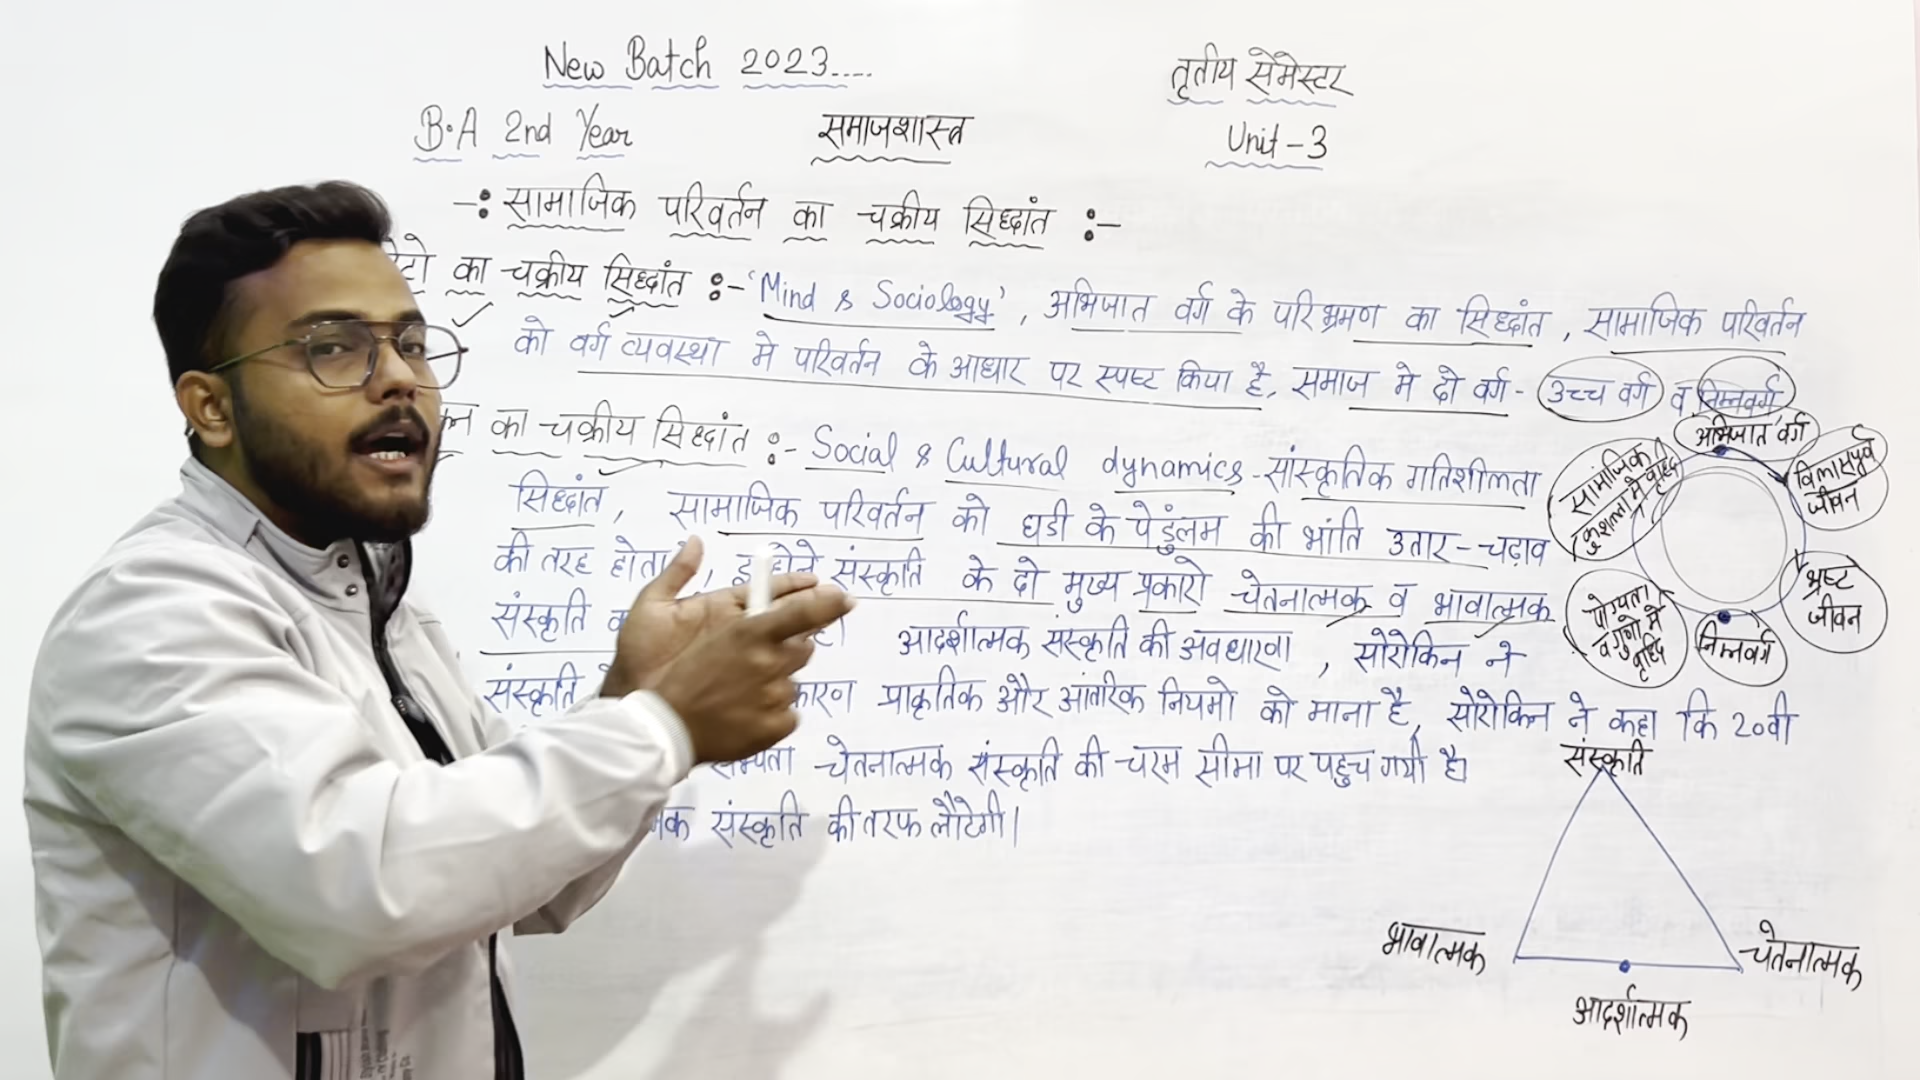 New Batch 2023....
तृतीय सेमेस्टर
B.A 2nd Year
समाजशास्त्र
Unit-3
-: सामाजिक परिवर्तन का चक्रीय सिध्दांत :-
का चक्रीय सिध्दांत :- 'Mind & Sociology', अभिजात वर्ग के परिभ्रमण का सिध्दांत, सामाजिक परिवर्तन
को वर्ग व्यवस्था मे परिवर्तन के आधार पर स्पष्ट किया है, समाज मे दो वर्ग - उच्च वर्ग व निम्नवर्ग
का चक्रीय सिध्दांत :- Social & Cultural dynamics - सांस्कृतिक गतिशीलता
सिध्दांत, सामाजिक परिवर्तन को घडी के पेडुंलम की भांति उतार-चढ़ाव
की तरह होता संस्कृति के दो मुख्य प्रकारो चेतनात्मक व भावात्मक
संस्कृति आदर्शात्मक संस्कृति की अवधारणा, सोरोकिन ने
संस्कृति कारण प्राकृतिक और आंतरिक नियमो को माना है, सोरोकिन ने कहा कि 20वी
चेतनात्मक संस्कृति की चरम सीमा पर पहुच गयी है।
संस्कृति की तरफ लौटेगी।
अभिजात वर्ग
विलासपूर्व जीवन
भ्रष्ट जीवन
निम्नवर्ग
योग्यता व गुणो मे वृध्दि
सामाजिक कुशलता मे वृध्दि
संस्कृति
भावात्मक
चेतनात्मक
आदर्शात्मक